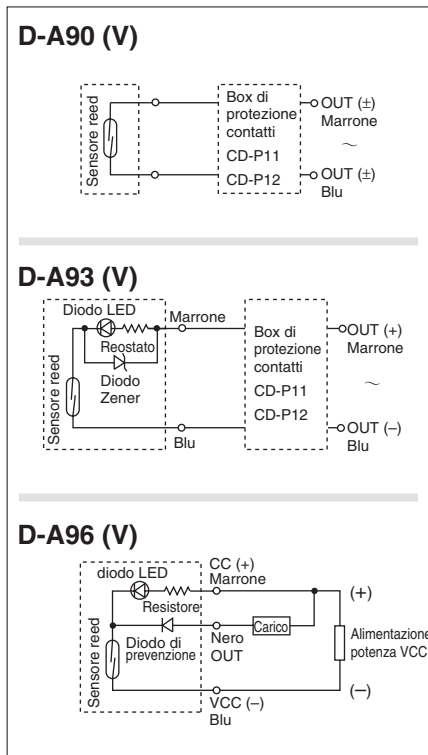 D-A90 (V)
Sensore reed
Box di
protezione
contatti
CD-P11
CD-P12
OUT (±)
Marrone
~
OUT (±)
Blu
D-A93 (V)
Diodo LED
Marrone
Reostato
Diodo
Zener
Sensore reed
Blu
Box di
protezione
contatti
CD-P11
CD-P12
OUT (+)
Marrone
~
OUT (–)
Blu
D-A96 (V)
diodo LED
CC (+)
Marrone
Resistore
Diodo di
prevenzione
Nero
OUT
Carico
Sensore reed
VCC (–)
Blu
(+)
Alimentazione
potenza VCC
(–)